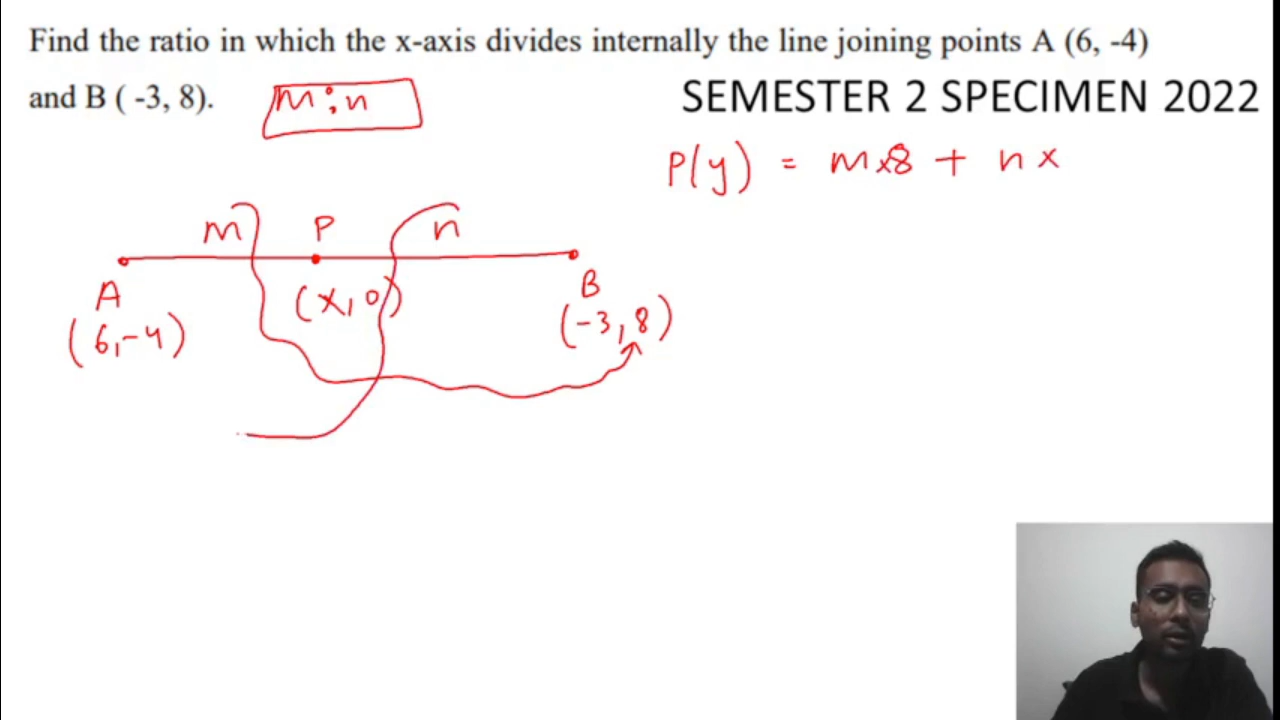 Find the ratio in which the x-axis divides internally the line joining points A (6, -4)
and B ( -3, 8).
m:n
SEMESTER 2 SPECIMEN 2022
P(y) = m×8 + n×
m P n
A (x,0) B
(6,-4) (-3,8)